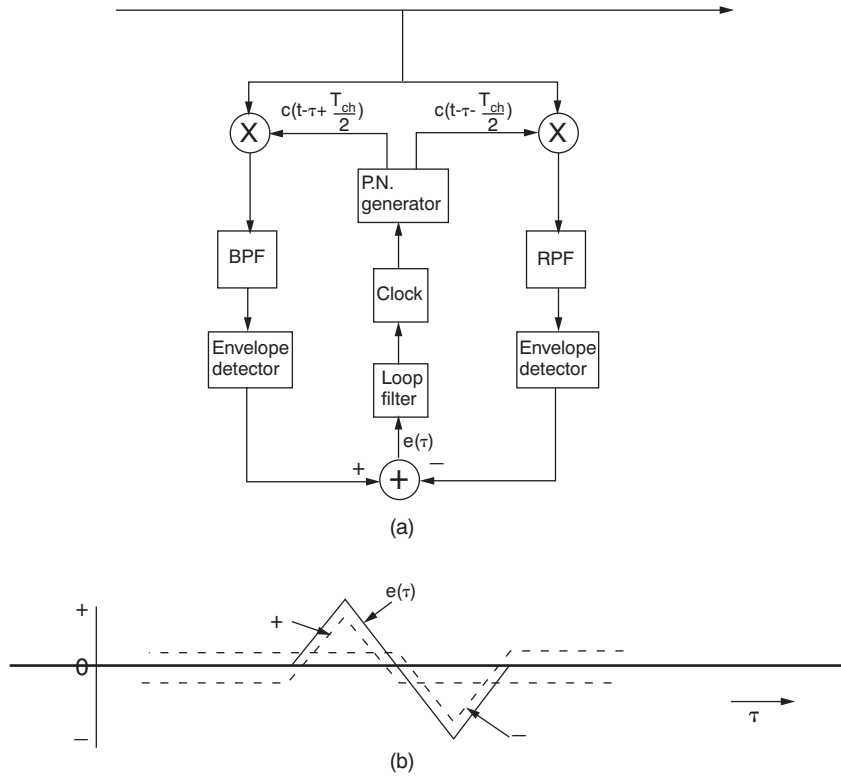 c(t-τ+ T_ch/2)
c(t-τ- T_ch/2)
X
X
P.N.
generator
BPF
RPF
Clock
Envelope
detector
Envelope
detector
Loop
filter
e(τ)
+
−
+
(a)
+
e(τ)
+
0
τ
−
−
(b)